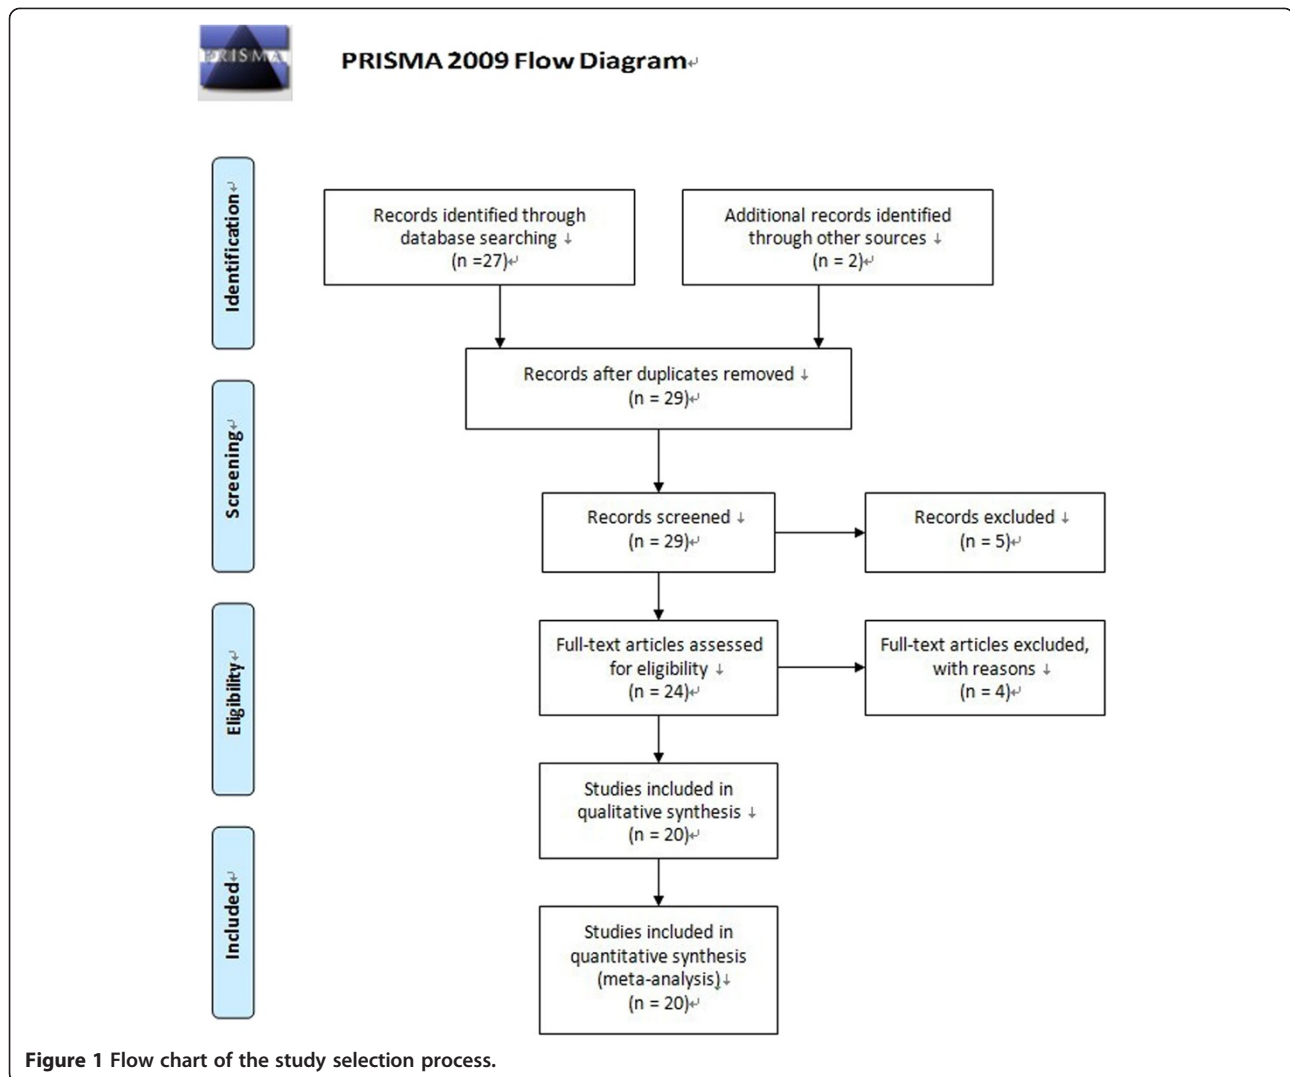 PRISMA
PRISMA 2009 Flow Diagram↵
Identification↵
Records identified through
database searching ↓
(n =27)↵
Additional records identified
through other sources ↓
(n = 2)↵
Records after duplicates removed ↓
(n = 29)↵
Screening↵
Records screened ↓
(n = 29)↵
Records excluded ↓
(n = 5)↵
Eligibility↵
Full-text articles assessed
for eligibility ↓
(n = 24)↵
Full-text articles excluded,
with reasons ↓
(n = 4)↵
Studies included in
qualitative synthesis ↓
(n = 20)↵
Included↵
Studies included in
quantitative synthesis
(meta-analysis)↓
(n = 20)↵
Figure 1 Flow chart of the study selection process.